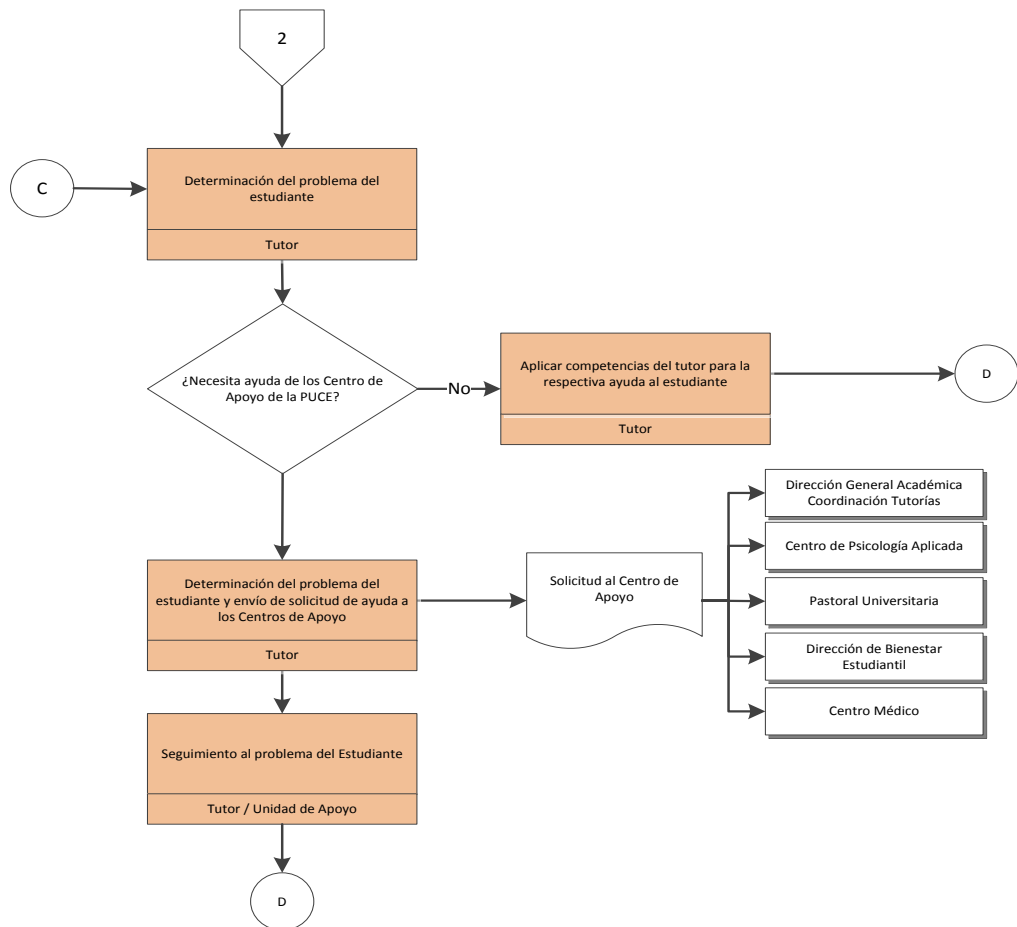 2
C
Determinación del problema del
estudiante
Tutor
¿Necesita ayuda de los Centro de
Apoyo de la PUCE?
No
Aplicar competencias del tutor para la
respectiva ayuda al estudiante
Tutor
D
Determinación del problema del
estudiante y envío de solicitud de ayuda a
los Centros de Apoyo
Tutor
Solicitud al Centro de
Apoyo
Dirección General Académica
Coordinación Tutorías
Centro de Psicología Aplicada
Pastoral Universitaria
Dirección de Bienestar
Estudiantil
Centro Médico
Seguimiento al problema del Estudiante
Tutor / Unidad de Apoyo
D